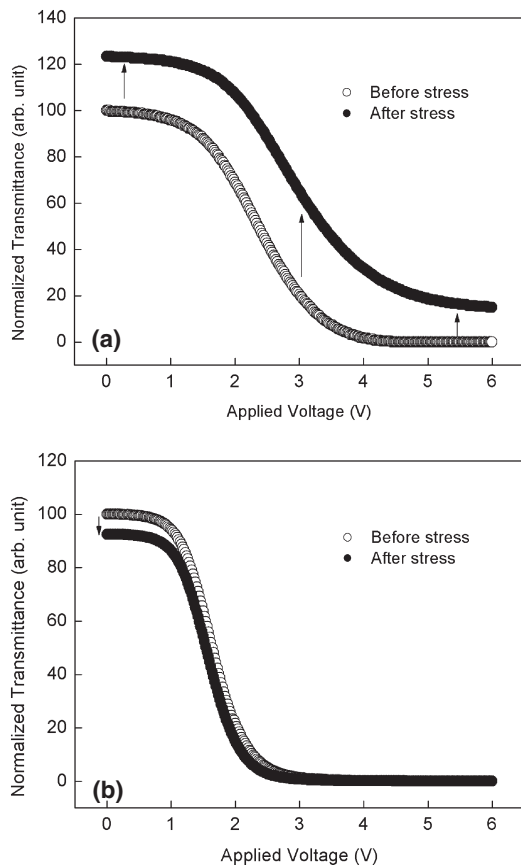 140
120
100
80
60
40
20
0
Normalized Transmittance (arb. unit)
Before stress
After stress
(a)
0 1 2 3 4 5 6
Applied Voltage (V)
120
100
80
60
40
20
0
Normalized Transmittance (arb. unit)
Before stress
After stress
(b)
0 1 2 3 4 5 6
Applied Voltage (V)